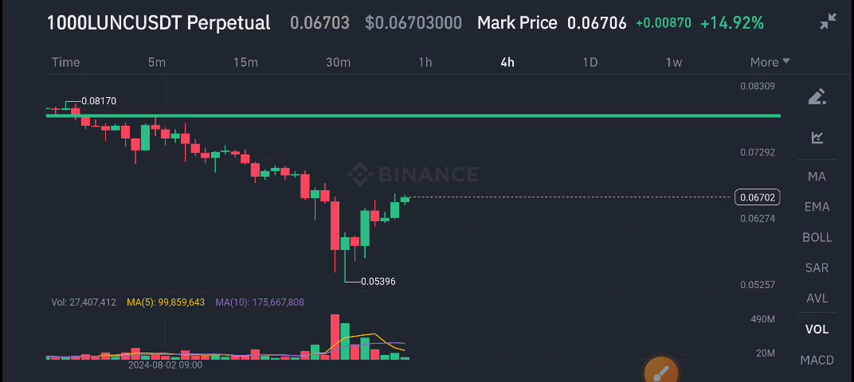 1000LUNCUSDT Perpetual 0.06703 $0.06703000 Mark Price 0.06706 +0.00870 +14.92%
Time 5m 15m 30m 1h 4h 1D 1w More
0.08309
0.08170
0.07292
BINANCE
MA
0.06702
EMA
0.06274
BOLL
SAR
0.05396
0.05257
AVL
Vol: 27,407,412 MA(5): 99,859,643 MA(10): 175,667,808
490M
VOL
20M
MACD
2024-08-02 09:00